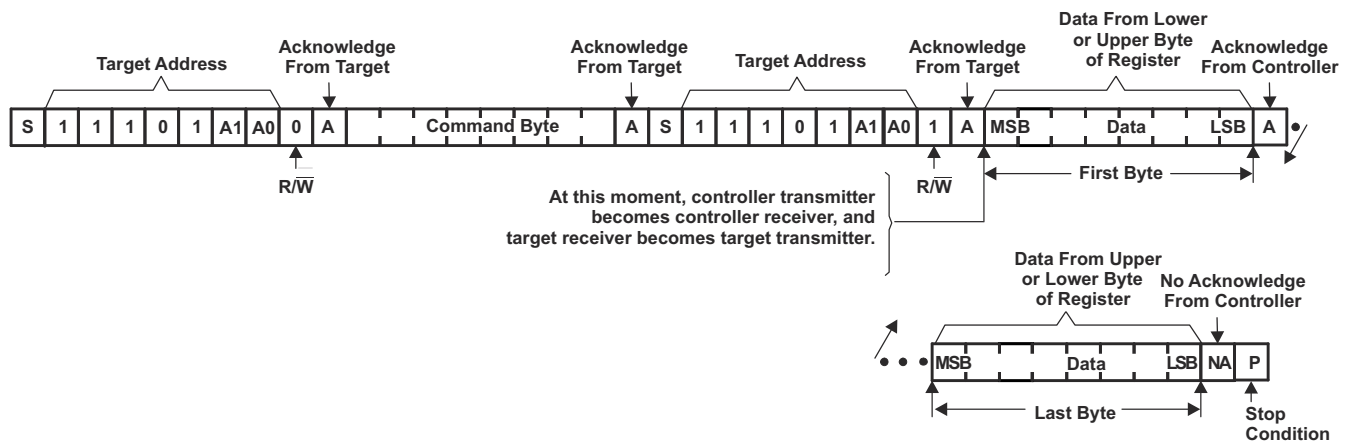 Target Address
Acknowledge
From Target
Acknowledge
From Target
Target Address
Acknowledge
From Target
Data From Lower
or Upper Byte
of Register
Acknowledge
From Controller
S 1 1 1 0 1 A1 A0 0 A Command Byte A S 1 1 1 0 1 A1 A0 1 A MSB Data LSB A
R/W̅
R/W̅
First Byte
At this moment, controller transmitter
becomes controller receiver, and
target receiver becomes target transmitter.
Data From Upper
or Lower Byte
of Register
No Acknowledge
From Controller
MSB Data LSB NA P
Last Byte
Stop
Condition